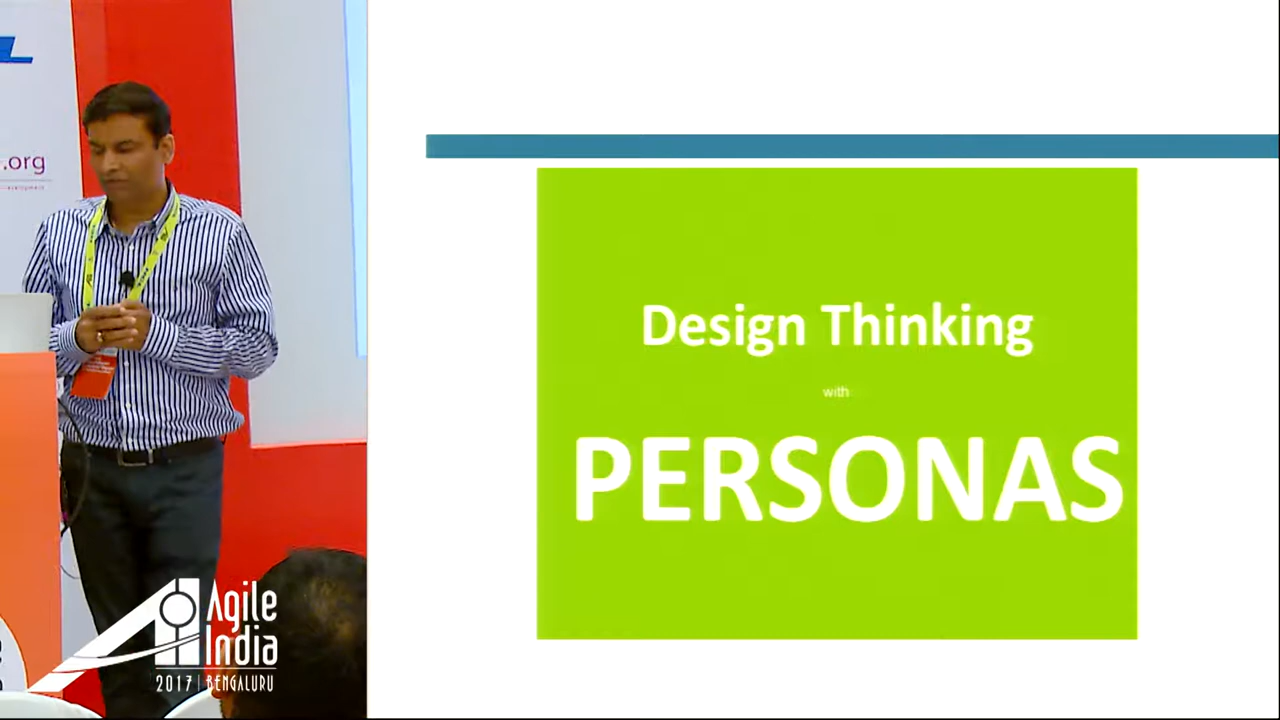 .org
Design Thinking
with
PERSONAS
Agile
India
2017 | BENGALURU